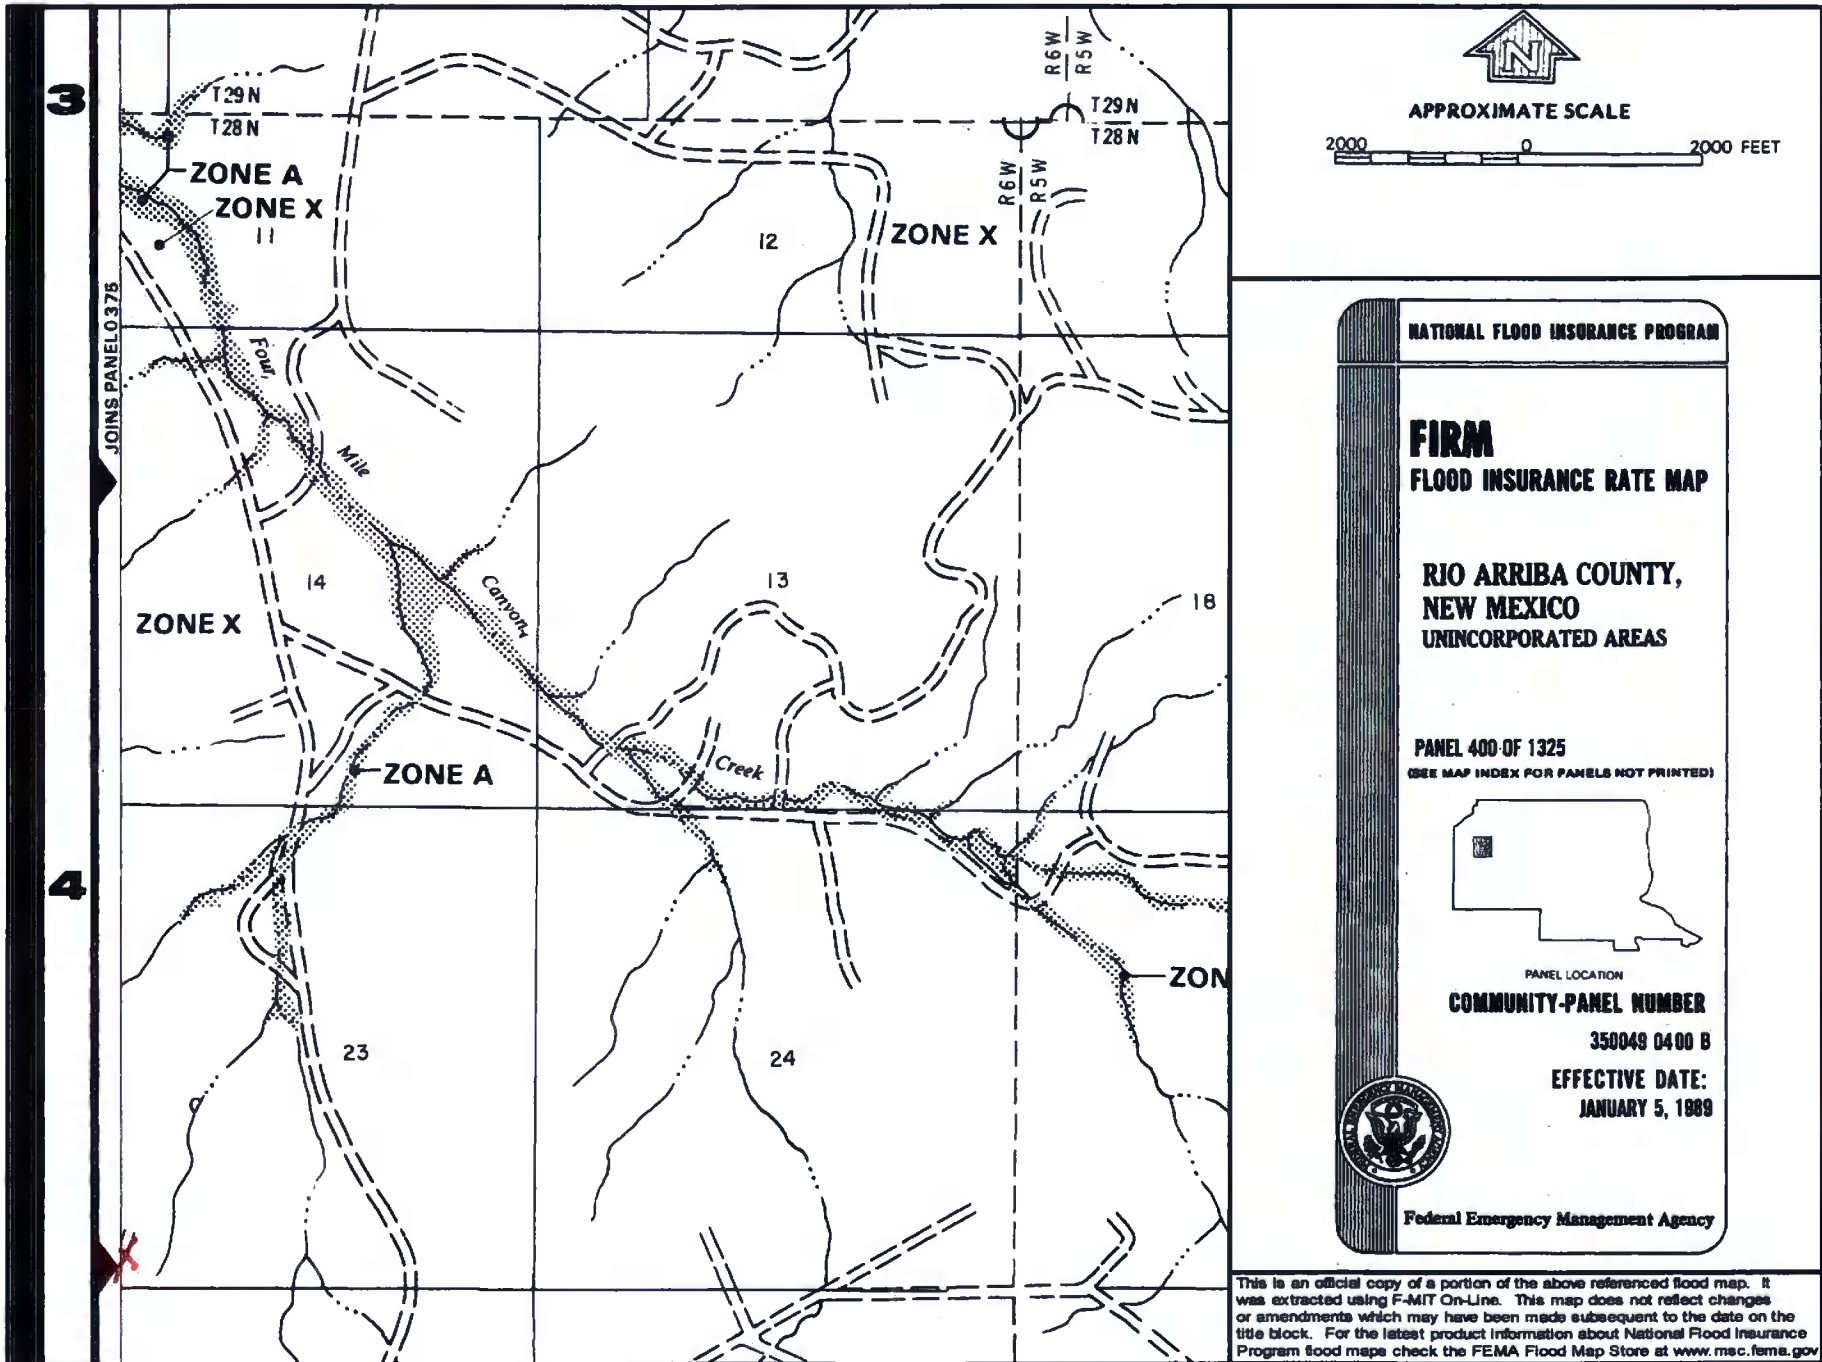 3
T29N
T28N
ZONE A
ZONE X
11
JOINS PANEL 0375
R6W
R5W
T29N
T28N
R6W
R5W
12
ZONE X
Four
Mile
Canyon
Creek
14
13
18
ZONE X
ZONE A
4
ZON
23
24
N
APPROXIMATE SCALE
2000 0 2000 FEET
NATIONAL FLOOD INSURANCE PROGRAM
FIRM
FLOOD INSURANCE RATE MAP
RIO ARRIBA COUNTY,
NEW MEXICO
UNINCORPORATED AREAS
PANEL 400 OF 1325
(SEE MAP INDEX FOR PANELS NOT PRINTED)
PANEL LOCATION
COMMUNITY-PANEL NUMBER
350049 0400 B
EFFECTIVE DATE:
JANUARY 5, 1989
FEDERAL EMERGENCY MANAGEMENT AGENCY
Federal Emergency Management Agency
This is an official copy of a portion of the above referenced flood map. It
was extracted using F-MIT On-Line. This map does not reflect changes
or amendments which may have been made subsequent to the date on the
title block. For the latest product information about National Flood Insurance
Program flood maps check the FEMA Flood Map Store at www.msc.fema.gov